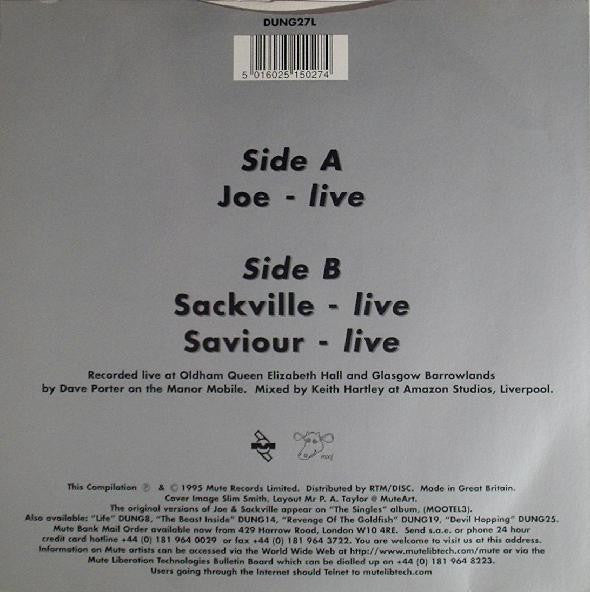 DUNG27L
5 016025 150274
Side A
Joe - live
Side B
Sackville - live
Saviour - live
Recorded live at Oldham Queen Elizabeth Hall and Glasgow Barrowlands
by Dave Porter on the Manor Mobile. Mixed by Keith Hartley at Amazon Studios, Liverpool.
This Compilation ℗ & © 1995 Mute Records Limited. Distributed by RTM/DISC. Made in Great Britain.
Cover Image Slim Smith, Layout Mr P. A. Taylor @ MuteArt.
The original versions of Joe & Sackville appear on "The Singles" album, (MOOTEL3).
Also available: "Life" DUNG8, "The Beast Inside" DUNG14, "Revenge Of The Goldfish" DUNG19, "Devil Hopping" DUNG25.
Mute Bank Mail Order available now from 429 Harrow Road, London W10 4RE. Send s.a.e. or phone 24 hour
credit card hotline +44 (0) 181 964 0029 or fax +44 (0) 181 964 3722. You are welcome to visit us at this address.
Information on Mute artists can be accessed via the World Wide Web at http://www.mutelibtech.com/mute or via the
Mute Liberation Technologies Bulletin Board which can be dialled up on +44 (0) 181 964 8223.
Users going through the Internet should Telnet to mutelibtech.com